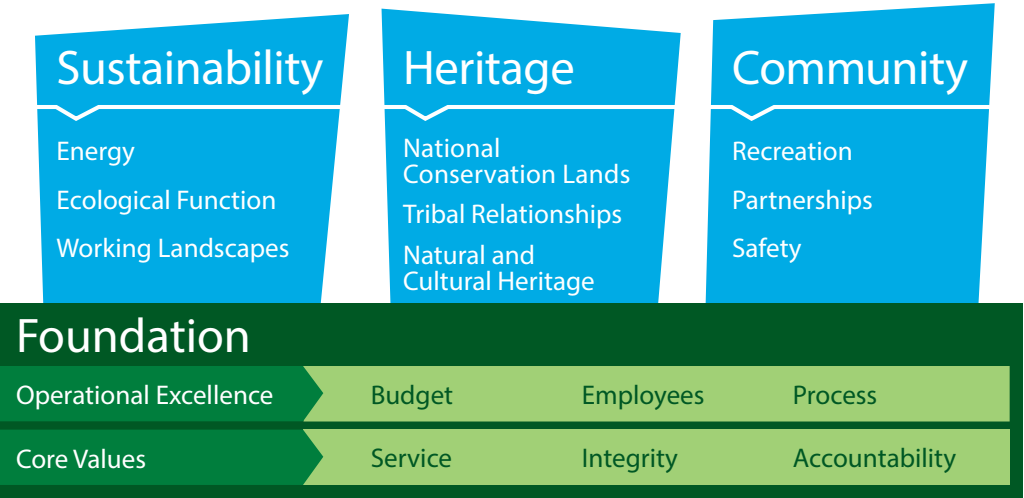 Sustainability
Energy
Ecological Function
Working Landscapes
Heritage
National
Conservation Lands
Tribal Relationships
Natural and
Cultural Heritage
Community
Recreation
Partnerships
Safety
Foundation
Operational Excellence
Budget
Employees
Process
Core Values
Service
Integrity
Accountability